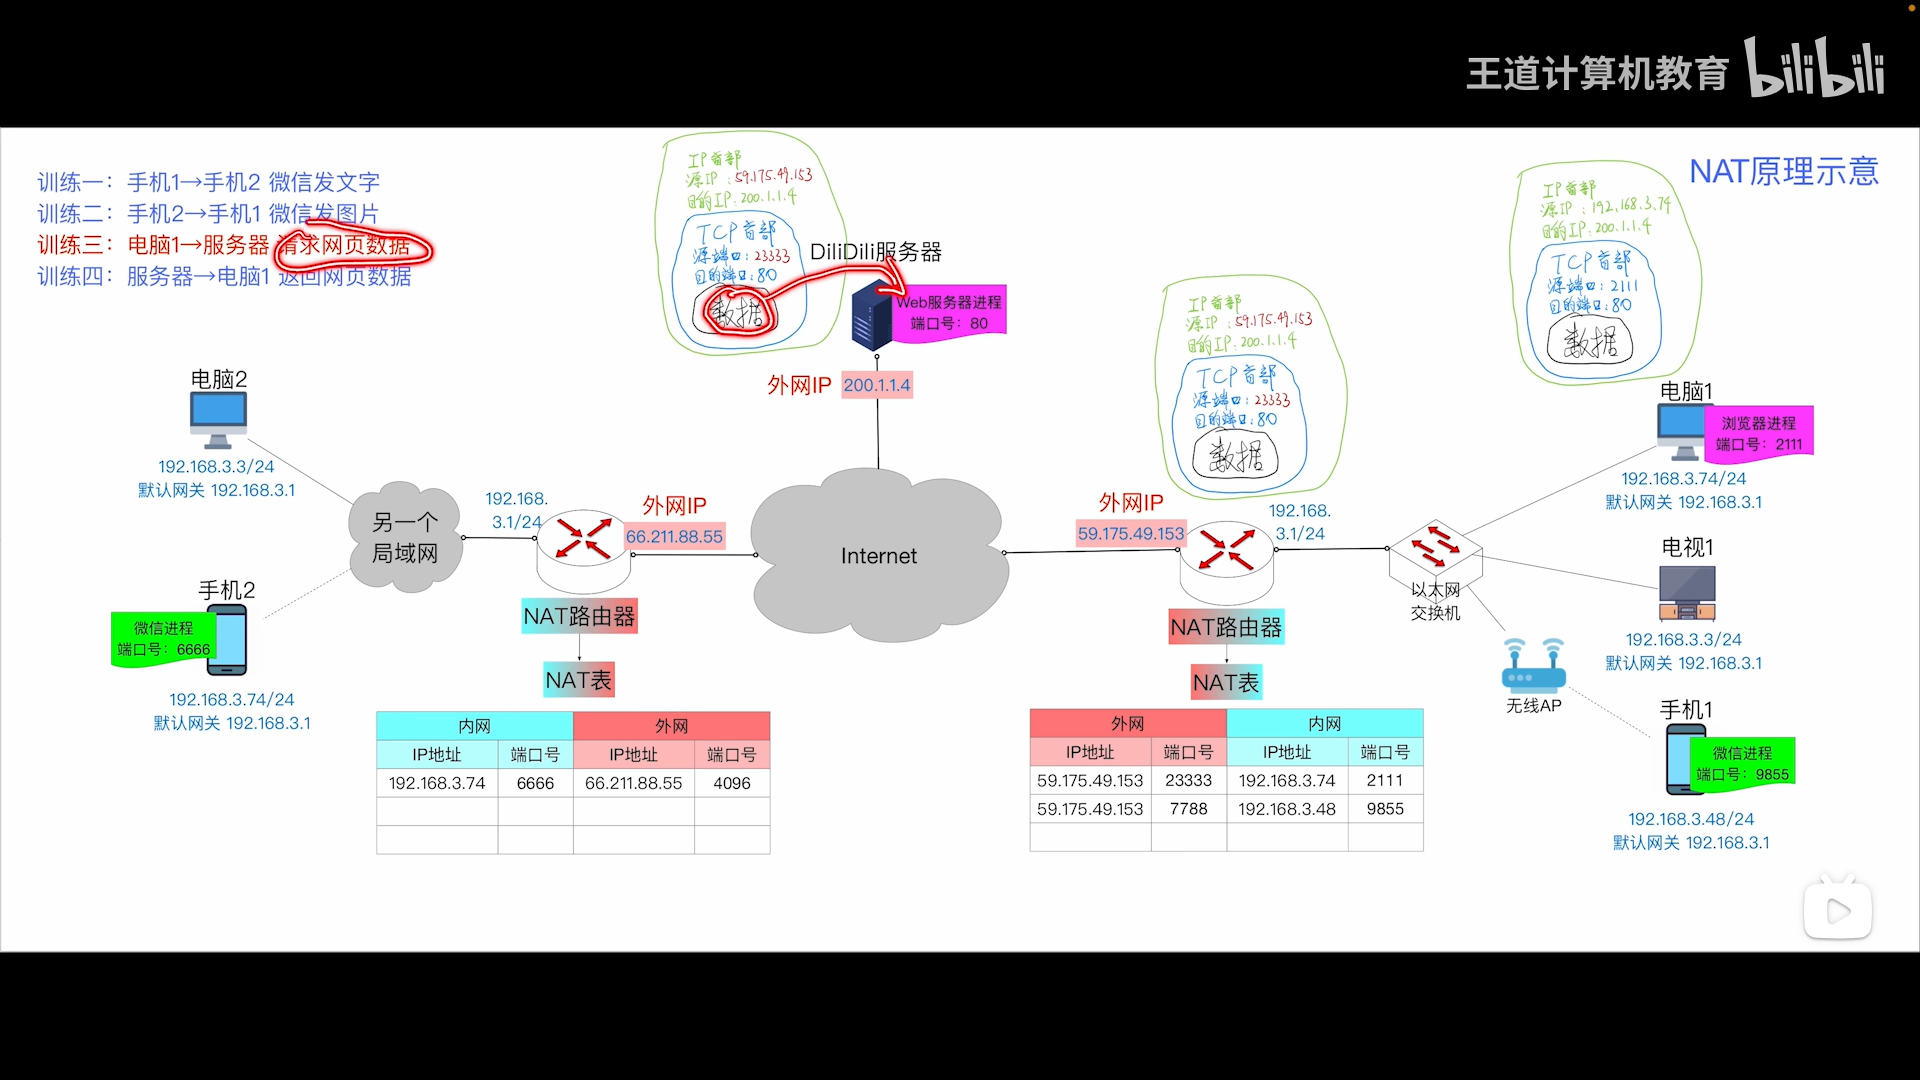 王道计算机教育 bilibili
NAT原理示意
训练一：手机1→手机2 微信发文字
训练二：手机2→手机1 微信发图片
训练三：电脑1→服务器 请求网页数据
训练四：服务器→电脑1 返回网页数据
IP首部
源IP：59.175.49.153
目的IP：200.1.1.4
TCP首部
源端口：23333
目的端口：80
数据
DiliDili服务器
Web服务器进程
端口号：80
外网IP 200.1.1.4
IP首部
源IP：59.175.49.153
目的IP：200.1.1.4
TCP首部
源端口：23333
目的端口：80
数据
IP首部
源IP：192.168.3.74
目的IP：200.1.1.4
TCP首部
源端口：2111
目的端口：80
数据
电脑2
192.168.3.3/24
默认网关 192.168.3.1
另一个
局域网
手机2
微信进程
端口号：6666
192.168.3.74/24
默认网关 192.168.3.1
192.168.
3.1/24
外网IP
66.211.88.55
NAT路由器
NAT表
内网 外网
IP地址 端口号 IP地址 端口号
192.168.3.74 6666 66.211.88.55 4096
Internet
外网IP
59.175.49.153
192.168.
3.1/24
NAT路由器
NAT表
外网 内网
IP地址 端口号 IP地址 端口号
59.175.49.153 23333 192.168.3.74 2111
59.175.49.153 7788 192.168.3.48 9855
以太网
交换机
电脑1
浏览器进程
端口号：2111
192.168.3.74/24
默认网关 192.168.3.1
电视1
192.168.3.3/24
默认网关 192.168.3.1
无线AP
手机1
微信进程
端口号：9855
192.168.3.48/24
默认网关 192.168.3.1